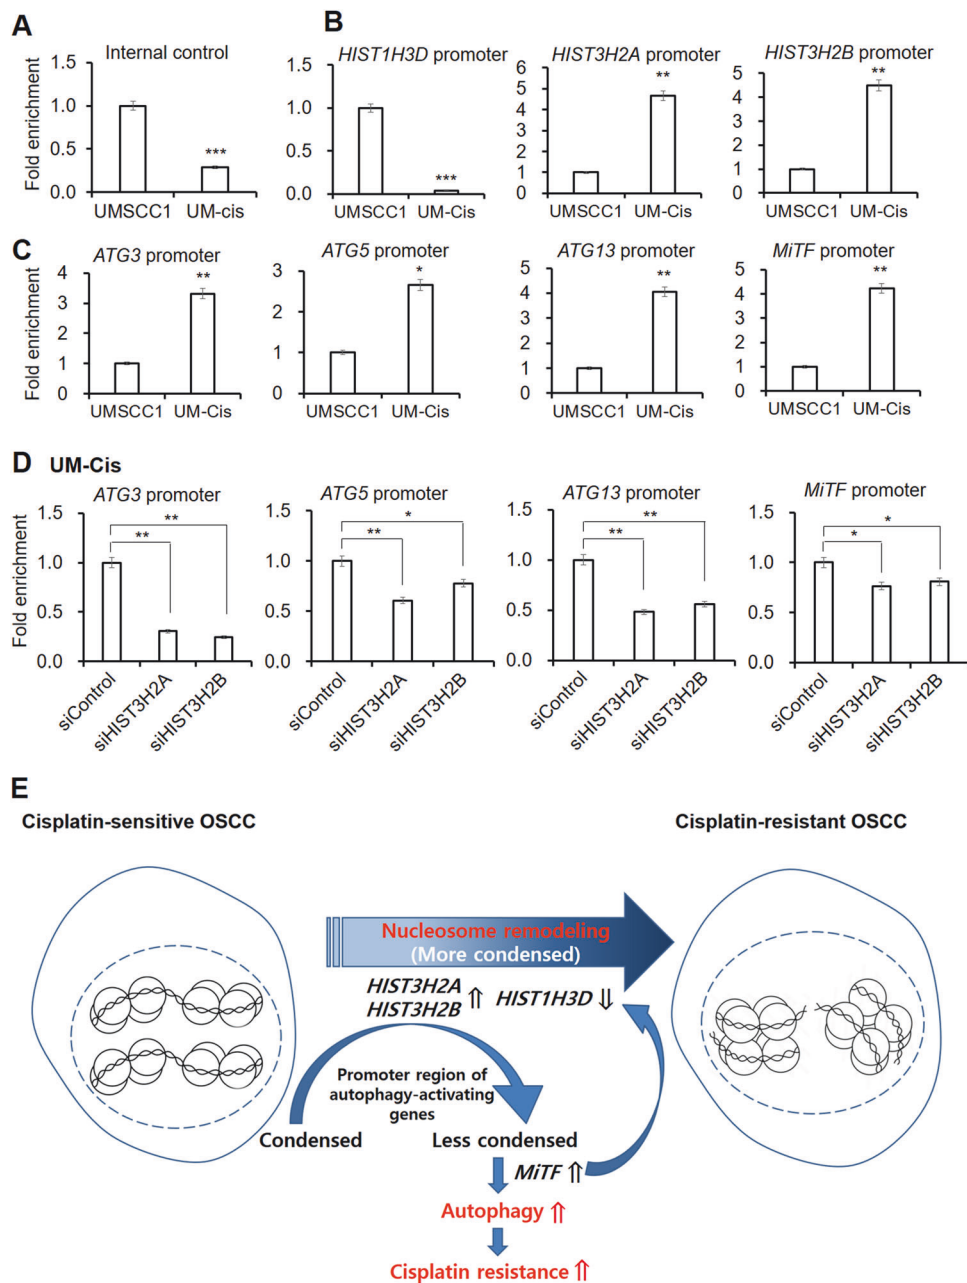 A
Internal control
Fold enrichment
1.5
1.0
0.5
0.0
***
UMSCC1 UM-cis
B
HIST1H3D promoter
1.5
1.0
0.5
0.0
***
UMSCC1 UM-Cis
HIST3H2A promoter
6
5
4
3
2
1
0
**
UMSCC1 UM-Cis
HIST3H2B promoter
5
4
3
2
1
0
**
UMSCC1 UM-Cis
C
ATG3 promoter
Fold enrichment
4
3
2
1
0
**
UMSCC1 UM-Cis
ATG5 promoter
3
2
1
0
*
UMSCC1 UM-Cis
ATG13 promoter
5
4
3
2
1
0
**
UMSCC1 UM-Cis
MiTF promoter
5
4
3
2
1
0
**
UMSCC1 UM-Cis
D UM-Cis
ATG3 promoter
Fold enrichment
1.5
1.0
0.5
0.0
**
**
siControl
siHIST3H2A
siHIST3H2B
ATG5 promoter
1.5
1.0
0.5
0.0
*
**
siControl
siHIST3H2A
siHIST3H2B
ATG13 promoter
1.5
1.0
0.5
0.0
**
**
siControl
siHIST3H2A
siHIST3H2B
MiTF promoter
1.5
1.0
0.5
0.0
*
*
siControl
siHIST3H2A
siHIST3H2B
E
Cisplatin-sensitive OSCC
Cisplatin-resistant OSCC
Nucleosome remodeling
(More condensed)
HIST3H2A
HIST3H2B ⇑ HIST1H3D ⇓
Promoter region of
autophagy-activating
genes
Condensed
Less condensed
MiTF ⇑
Autophagy ⇑
Cisplatin resistance ⇑